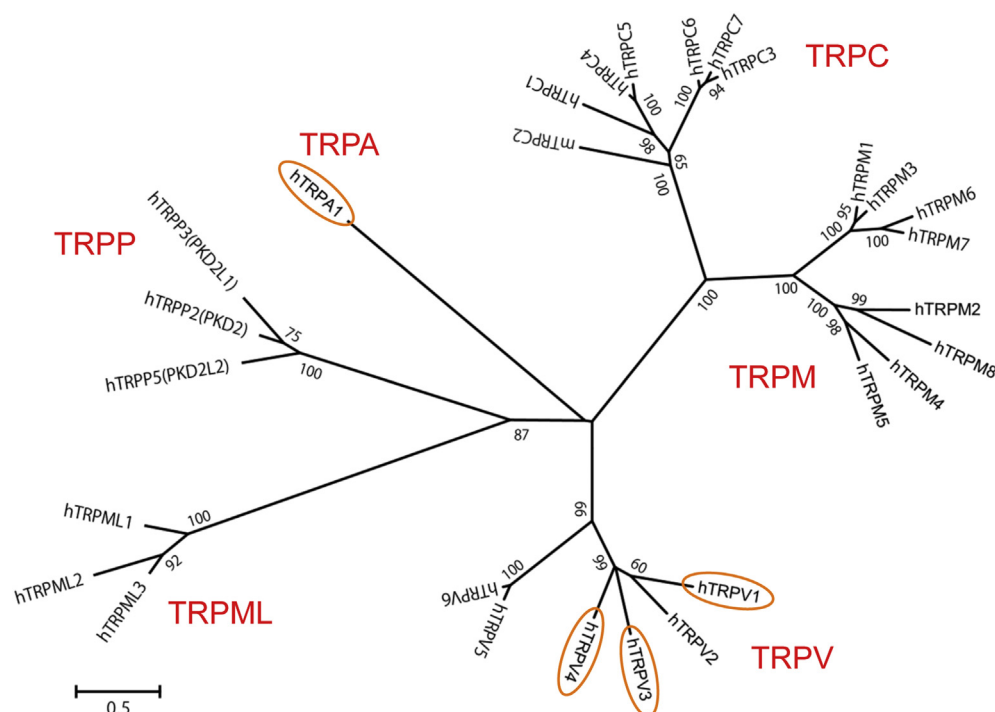 TRPC
hTRPC1
hTRPC4
hTRPC5
hTRPC6
hTRPC7
hTRPC3
mTRPC2
100
98
100
94
65
100
TRPA
hTRPA1
TRPP
hTRPP3(PKD2L1)
hTRPP2(PKD2)
hTRPP5(PKD2L2)
75
100
87
hTRPM1
hTRPM3
hTRPM6
hTRPM7
95
100
100
100
100
100
99
98
hTRPM2
hTRPM8
hTRPM4
hTRPM5
TRPM
hTRPML1
hTRPML2
hTRPML3
100
92
TRPML
66
100
99
60
hTRPV6
hTRPV5
hTRPV4
hTRPV3
hTRPV2
hTRPV1
TRPV
0.5